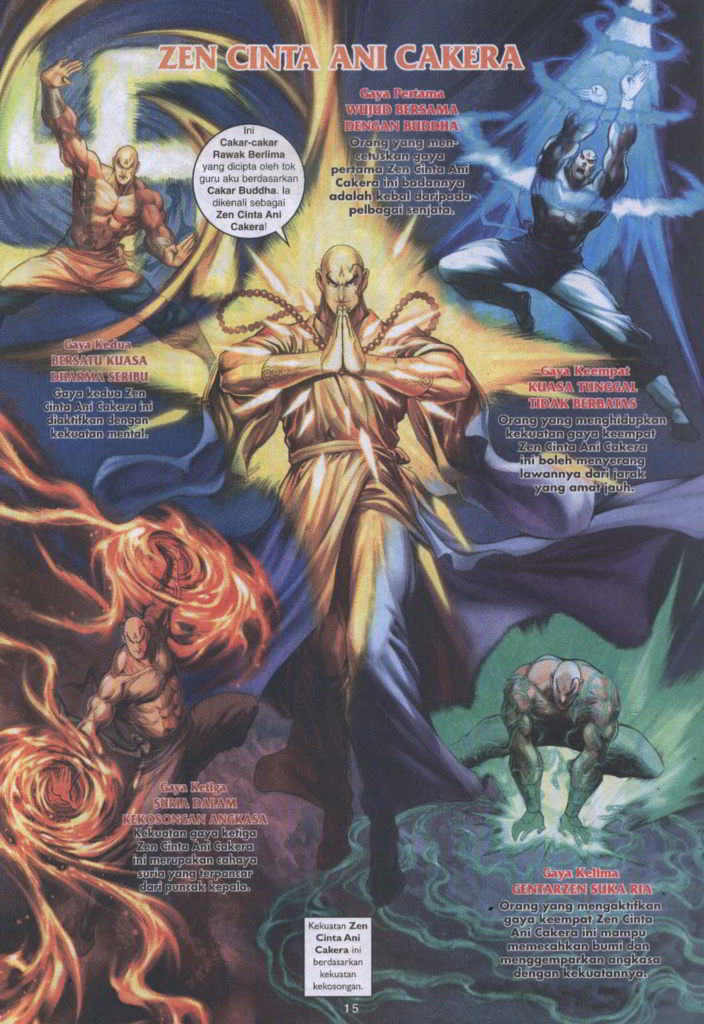 ZEN CINTA ANI CAKERA
Gaya Pertama
WUJUD BERSAMA
DENGAN BUDDHA
Orang yang men-
cetuskan gaya
pertama Zen Cinta Ani
Cakera ini badannya
adalah kebal daripada
pelbagai senjata.
Ini
Cakar-cakar
Rawak Berlima
yang dicipta oleh tok
guru aku berdasarkan
Cakar Buddha. Ia
dikenali sebagai
Zen Cinta Ani
Cakera!
Gaya Kedua
BERSATU KUASA
DHARMA SERIBU
Gaya kedua Zen
Cinta Ani Cakera ini
diaktifkan dengan
kekuatan mental.
Gaya Keempat
KUASA TUNGGAL
TIDAK BERBATAS
Orang yang menghidupkan
kekuatan gaya keempat
Zen Cinta Ani Cakera
ini boleh menyerang
lawannya dari jarak
yang amat jauh.
Gaya Ketiga
SURIA DALAM
KEKOSONGAN ANGKASA
Kekuatan gaya ketiga
Zen Cinta Ani Cakera
ini merupakan cahaya
suria yang terpancar
dari puncak kepala.
Gaya Kelima
GENTARZEN SUKA RIA
Orang yang mengaktifkan
gaya keempat Zen Cinta
Ani Cakera ini mampu
memecahkan bumi dan
menggemparkan angkasa
dengan kekuatannya.
Kekuatan Zen
Cinta Ani
Cakera ini
berdasarkan
kekuatan
kekosongan.
15